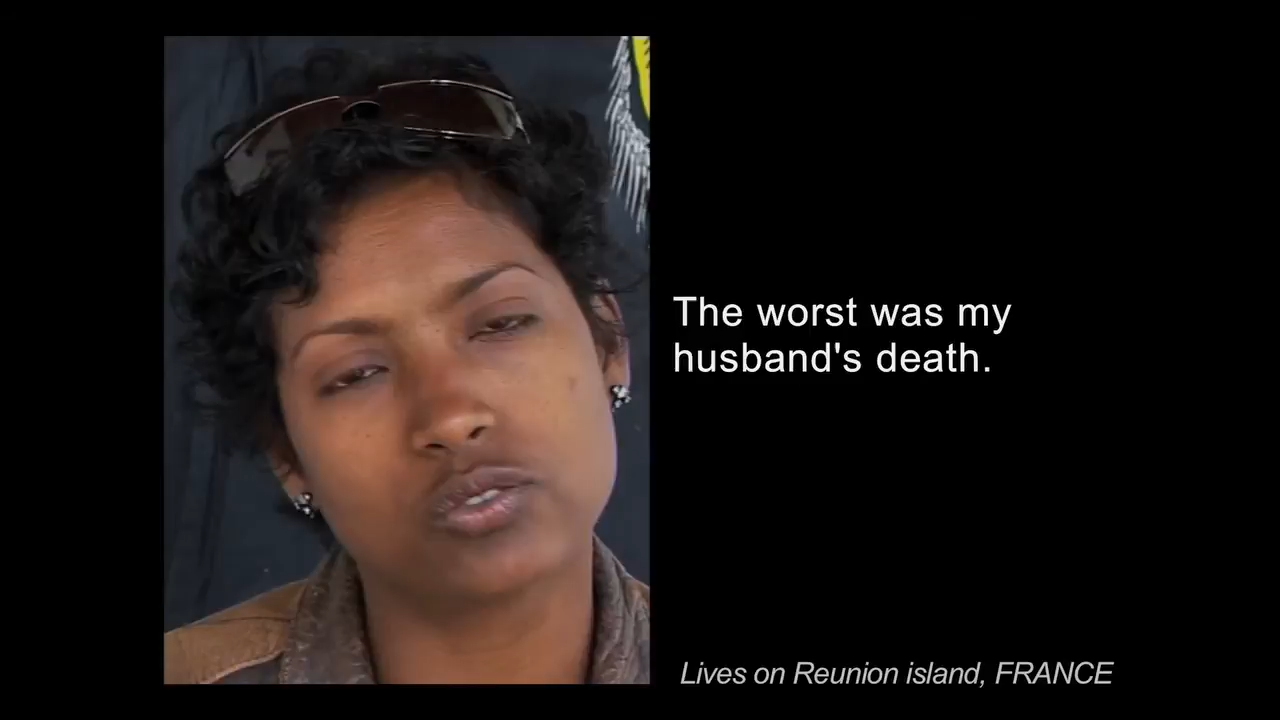 The worst was my
husband's death.
Lives on Reunion island, FRANCE